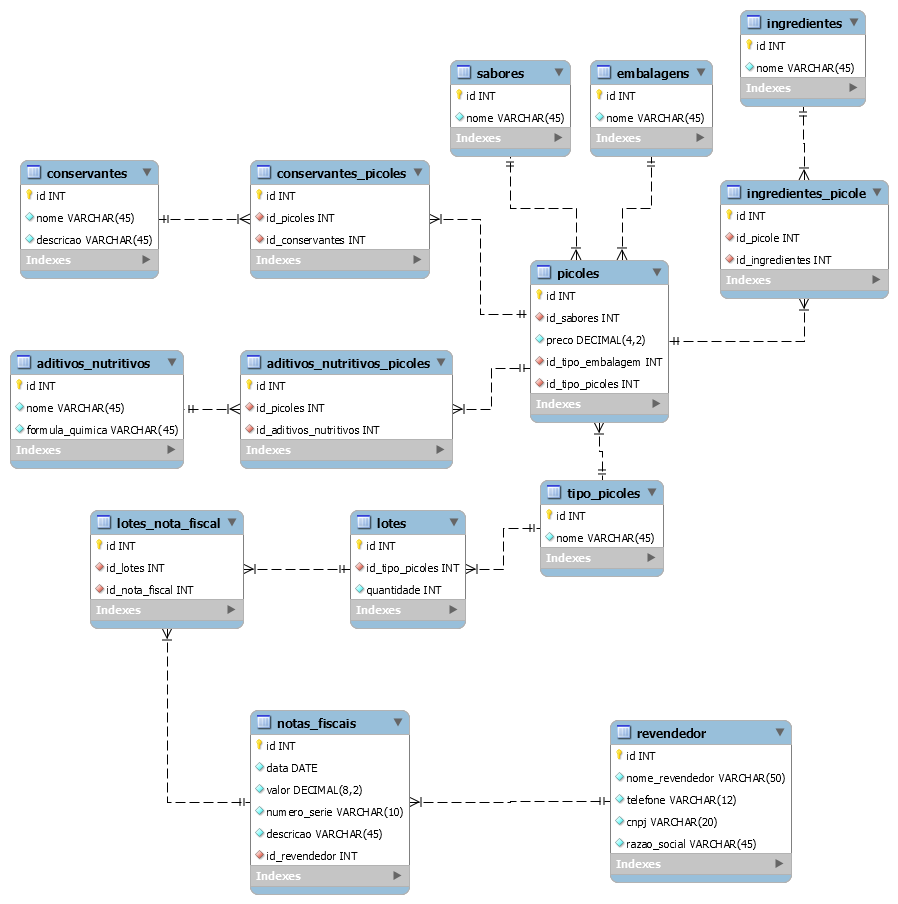 ingredientes
id INT
nome VARCHAR(45)
Indexes
sabores
id INT
nome VARCHAR(45)
Indexes
embalagens
id INT
nome VARCHAR(45)
Indexes
conservantes
id INT
nome VARCHAR(45)
descricao VARCHAR(45)
Indexes
conservantes_picoles
id INT
id_picoles INT
id_conservantes INT
Indexes
ingredientes_picole
id INT
id_picole INT
id_ingredientes INT
Indexes
picoles
id INT
id_sabores INT
preco DECIMAL(4,2)
id_tipo_embalagem INT
id_tipo_picoles INT
Indexes
aditivos_nutritivos
id INT
nome VARCHAR(45)
formula_quimica VARCHAR(45)
Indexes
aditivos_nutritivos_picoles
id INT
id_picoles INT
id_aditivos_nutritivos INT
Indexes
tipo_picoles
id INT
nome VARCHAR(45)
Indexes
lotes_nota_fiscal
id INT
id_lotes INT
id_nota_fiscal INT
Indexes
lotes
id INT
id_tipo_picoles INT
quantidade INT
Indexes
notas_fiscais
id INT
data DATE
valor DECIMAL(8,2)
numero_serie VARCHAR(10)
descricao VARCHAR(45)
id_revendedor INT
Indexes
revendedor
id INT
nome_revendedor VARCHAR(50)
telefone VARCHAR(12)
cnpj VARCHAR(20)
razao_social VARCHAR(45)
Indexes